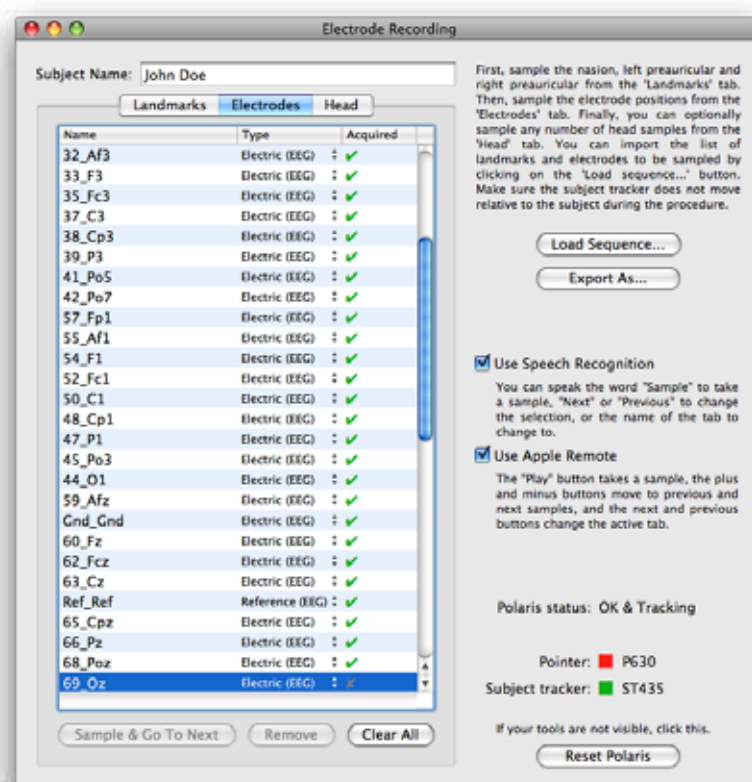 Electrode Recording
Subject Name: John Doe
Landmarks Electrodes Head
Name Type Acquired
32_Af3 Electric (EEG) ✔
33_F3 Electric (EEG) ✔
35_Fc3 Electric (EEG) ✔
37_C3 Electric (EEG) ✔
38_Cp3 Electric (EEG) ✔
39_P3 Electric (EEG) ✔
41_Po5 Electric (EEG) ✔
42_Po7 Electric (EEG) ✔
57_Fp1 Electric (EEG) ✔
55_Af1 Electric (EEG) ✔
54_F1 Electric (EEG) ✔
52_Fc1 Electric (EEG) ✔
50_C1 Electric (EEG) ✔
48_Cp1 Electric (EEG) ✔
47_P1 Electric (EEG) ✔
45_Po3 Electric (EEG) ✔
44_O1 Electric (EEG) ✔
59_Afz Electric (EEG) ✔
Gnd_Gnd Electric (EEG) ✔
60_Fz Electric (EEG) ✔
62_Fcz Electric (EEG) ✔
63_Cz Electric (EEG) ✔
Ref_Ref Reference (EEG) ✔
65_Cpz Electric (EEG) ✔
66_Pz Electric (EEG) ✔
68_Poz Electric (EEG) ✔
69_Oz Electric (EEG) ✗
Sample & Go To Next Remove Clear All
First, sample the nasion, left preauricular and
right preauricular from the 'Landmarks' tab.
Then, sample the electrode positions from the
'Electrodes' tab. Finally, you can optionally
sample any number of head samples from the
'Head' tab. You can import the list of
landmarks and electrodes to be sampled by
clicking on the 'Load sequence...' button.
Make sure the subject tracker does not move
relative to the subject during the procedure.
Load Sequence...
Export As...
Use Speech Recognition
You can speak the word "Sample" to take
a sample, "Next" or "Previous" to change
the selection, or the name of the tab to
change to.
Use Apple Remote
The "Play" button takes a sample, the plus
and minus buttons move to previous and
next samples, and the next and previous
buttons change the active tab.
Polaris status: OK & Tracking
Pointer: P630
Subject tracker: ST435
If your tools are not visible, click this.
Reset Polaris